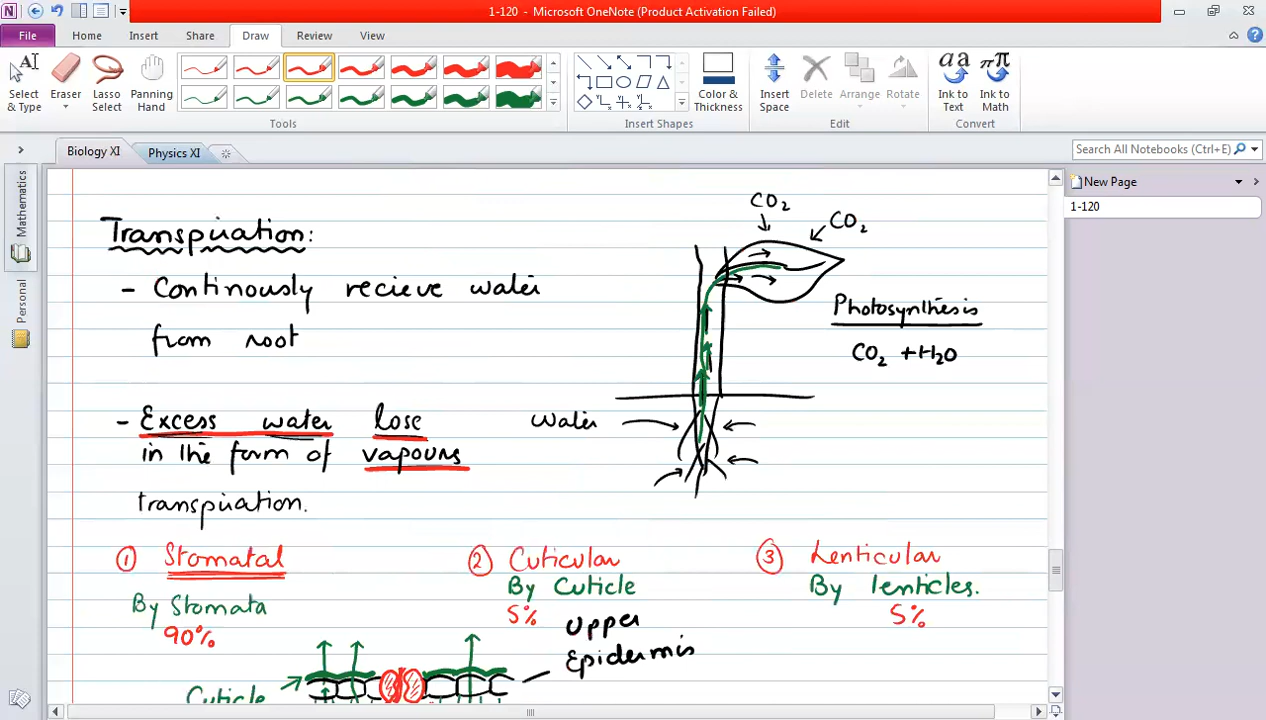 1-120 - Microsoft OneNote (Product Activation Failed)
File Home Insert Share Draw Review View
Select & Type
Eraser
Lasso Select
Panning Hand
Color & Thickness
Insert Space
Delete
Arrange
Rotate
Ink to Text
Ink to Math
Tools
Insert Shapes
Edit
Convert
Biology XI
Physics XI
Search All Notebooks (Ctrl+E)
Mathematics
Personal
New Page
1-120
Transpiration:
- Continously recieve water
from root
- Excess water lose
in the form of vapours
transpiration.
CO2
CO2
Photosynthesis
CO2 + H2O
Water
1 Stomatal
By Stomata
90%
2 Cuticular
By Cuticle
5%
3 Lenticular
By lenticles.
5%
Upper
Epidermis
Cuticle